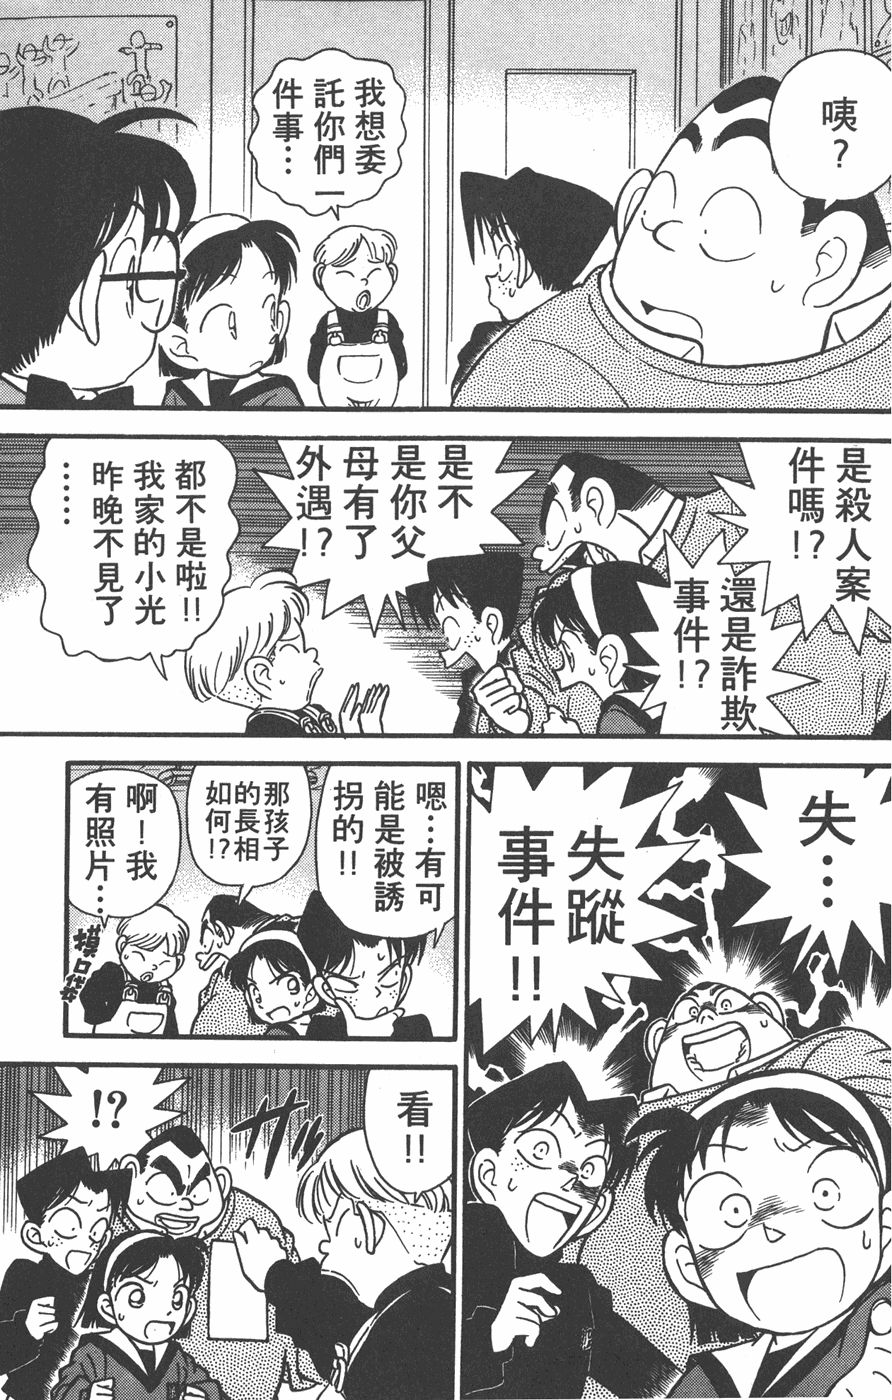 咦?
我想委
託你們一
件事…
是殺人案
件嗎!?
還是詐欺
事件!?
是不
是你父
母有了
外遇!?
都不是啦!!
我家的小光
昨晚不見了
……
失…
失蹤
事件!!
嗯…有可
能是被誘
拐的!!
那孩子
的長相
如何!?
啊!我
有照片…
摸口袋
看!!
!?